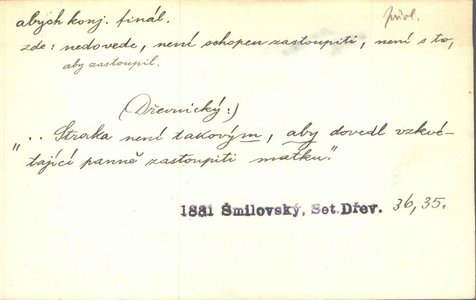 abych konj. finál.
přísl.
zde: nedovede, není schopen zastoupiti, není s to,
aby zastoupil.
(Dřevnický:)
".. Straka není takovým, aby dovedl vzkvé-
tající panně zastoupiti matku."
1881 Šmilovský, Set.Dřev. 36,35.